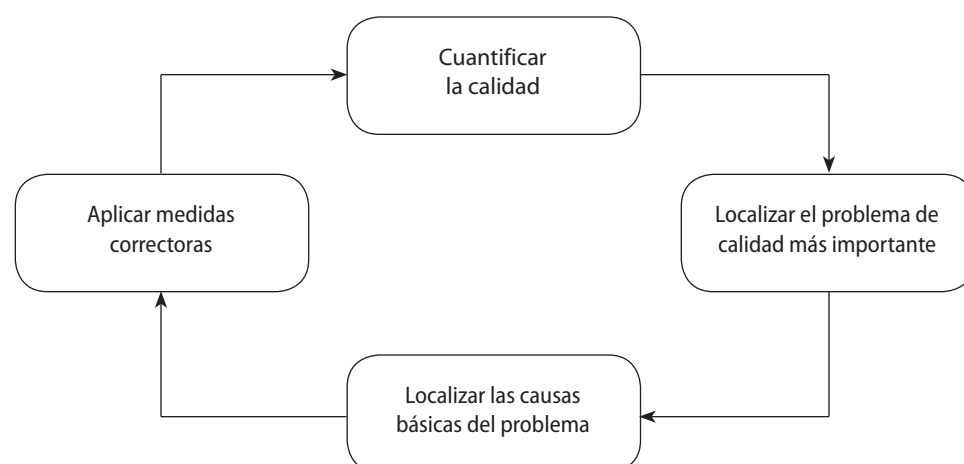 Cuantificar
la calidad
Localizar el problema de
calidad más importante
Localizar las causas
básicas del problema
Aplicar medidas
correctoras